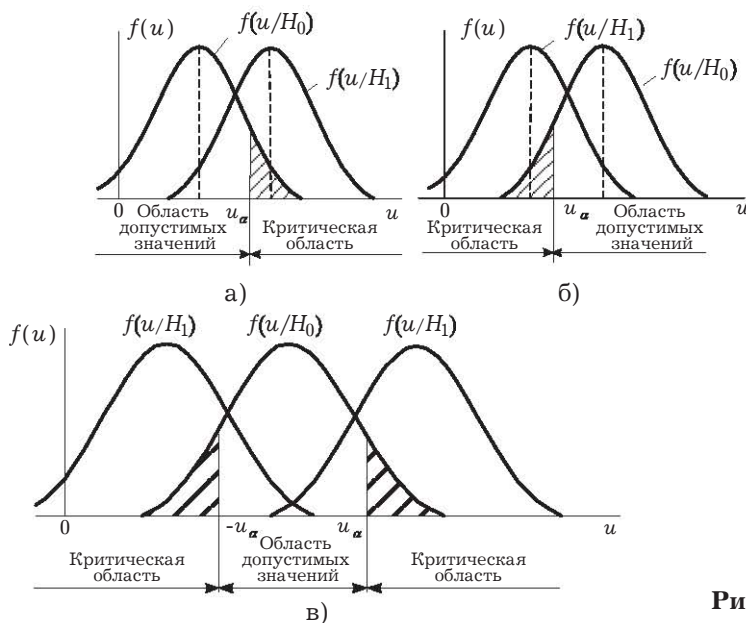 f(u)
f(u/H₀)
f(u/H₁)
0
uα
u
Область
допустимых
значений
Критическая
область
а)
f(u)
f(u/H₁)
f(u/H₀)
0
uα
u
Критическая
область
Область
допустимых
значений
б)
f(u)
f(u/H₁)
f(u/H₀)
f(u/H₁)
0
-uα
uα
u
Критическая
область
Область
допустимых
значений
Критическая
область
в)
Ри